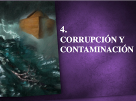 4.
CORRUPCIÓN Y
CONTAMINACIÓN